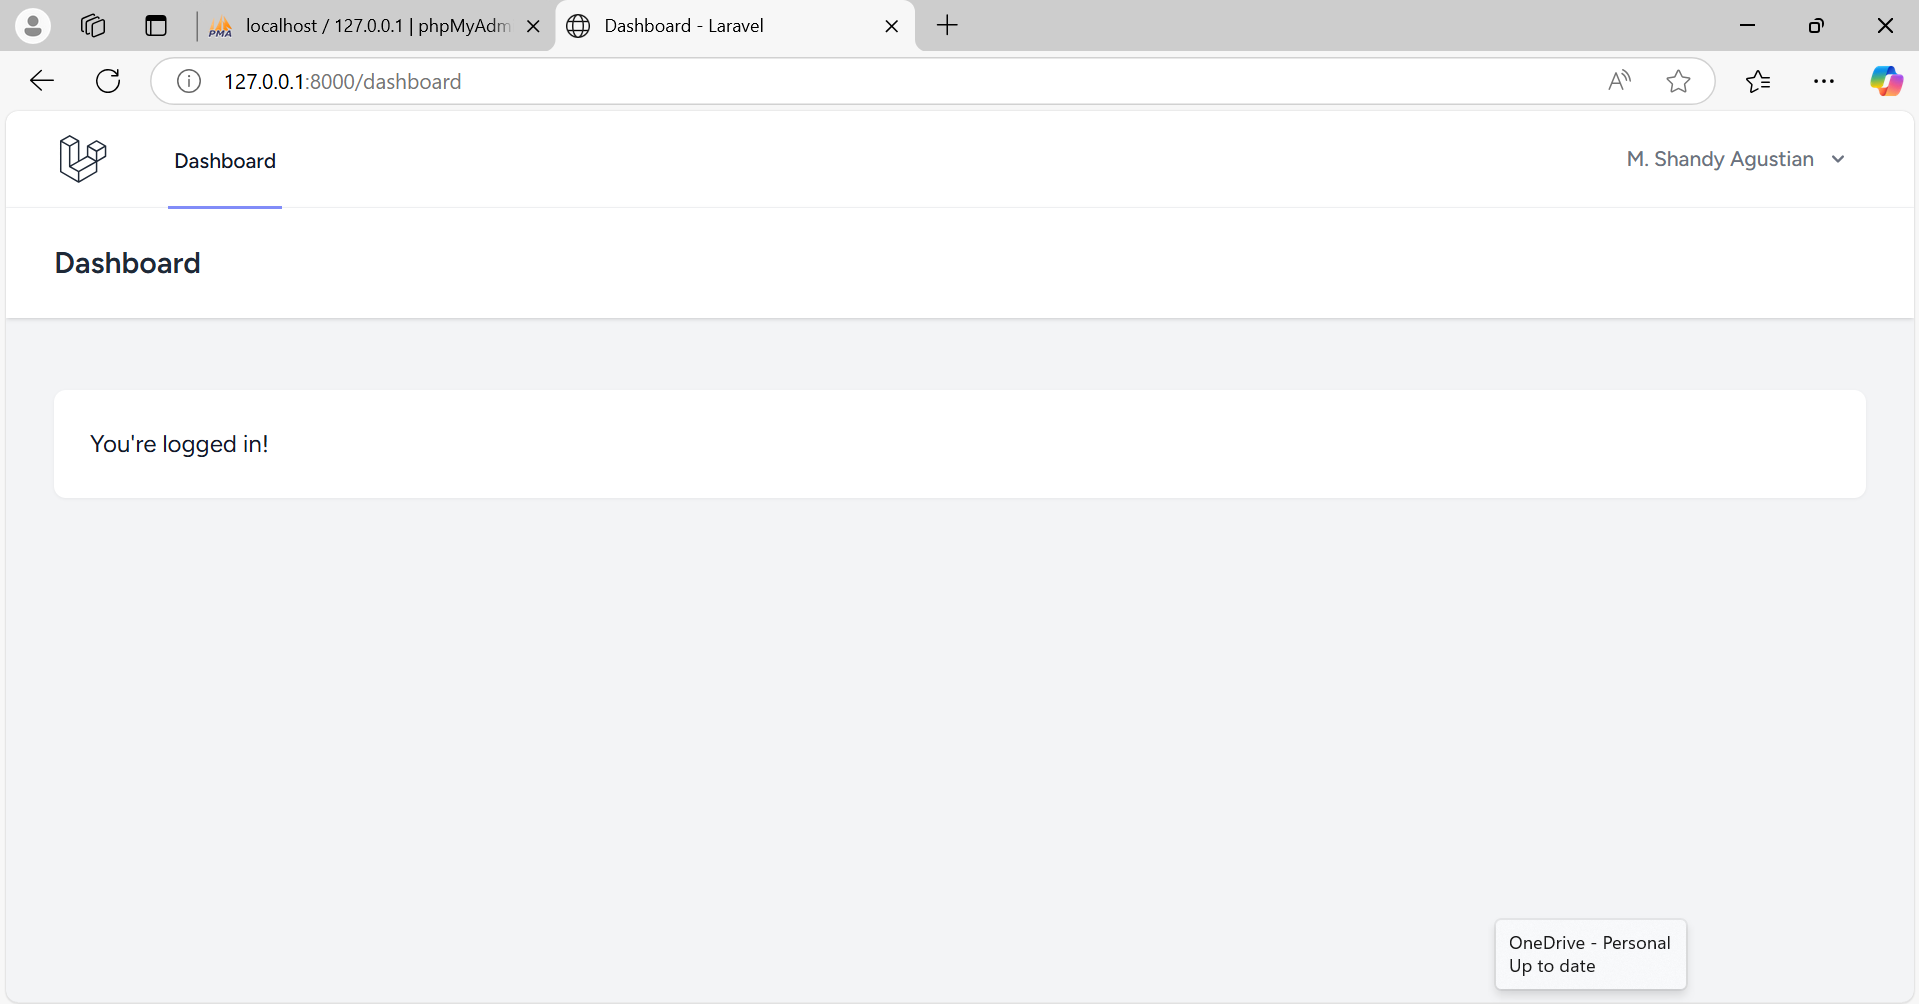 PMA
localhost / 127.0.0.1 | phpMyAdm
Dashboard - Laravel
127.0.0.1:8000/dashboard
Dashboard
M. Shandy Agustian
Dashboard
You're logged in!
OneDrive - Personal
Up to date